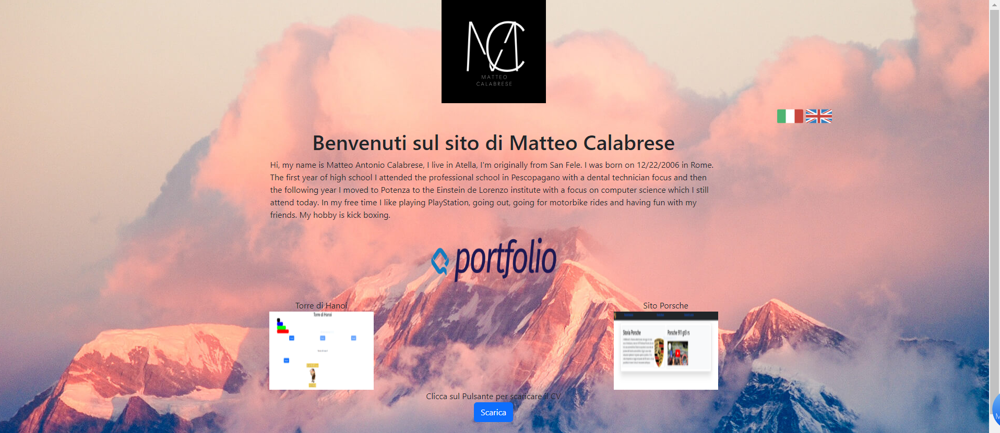 MATTEO
CALABRESE
Benvenuti sul sito di Matteo Calabrese
Hi, my name is Matteo Antonio Calabrese, I live in Atella, I'm originally from San Fele. I was born on 12/22/2006 in Rome.
The first year of high school I attended the professional school in Pescopagano with a dental technician focus and then
the following year I moved to Potenza to the Einstein de Lorenzo institute with a focus on computer science which I still
attend today. In my free time I like playing PlayStation, going out, going for motorbike rides and having fun with my
friends. My hobby is kick boxing.
portfolio
Torre di Hanoi
Sito Porsche
Torre di Hanoi
Storia Porsche
Porsche 911 gt3 rs
Clicca sul Pulsante per scaricare il CV
Scarica